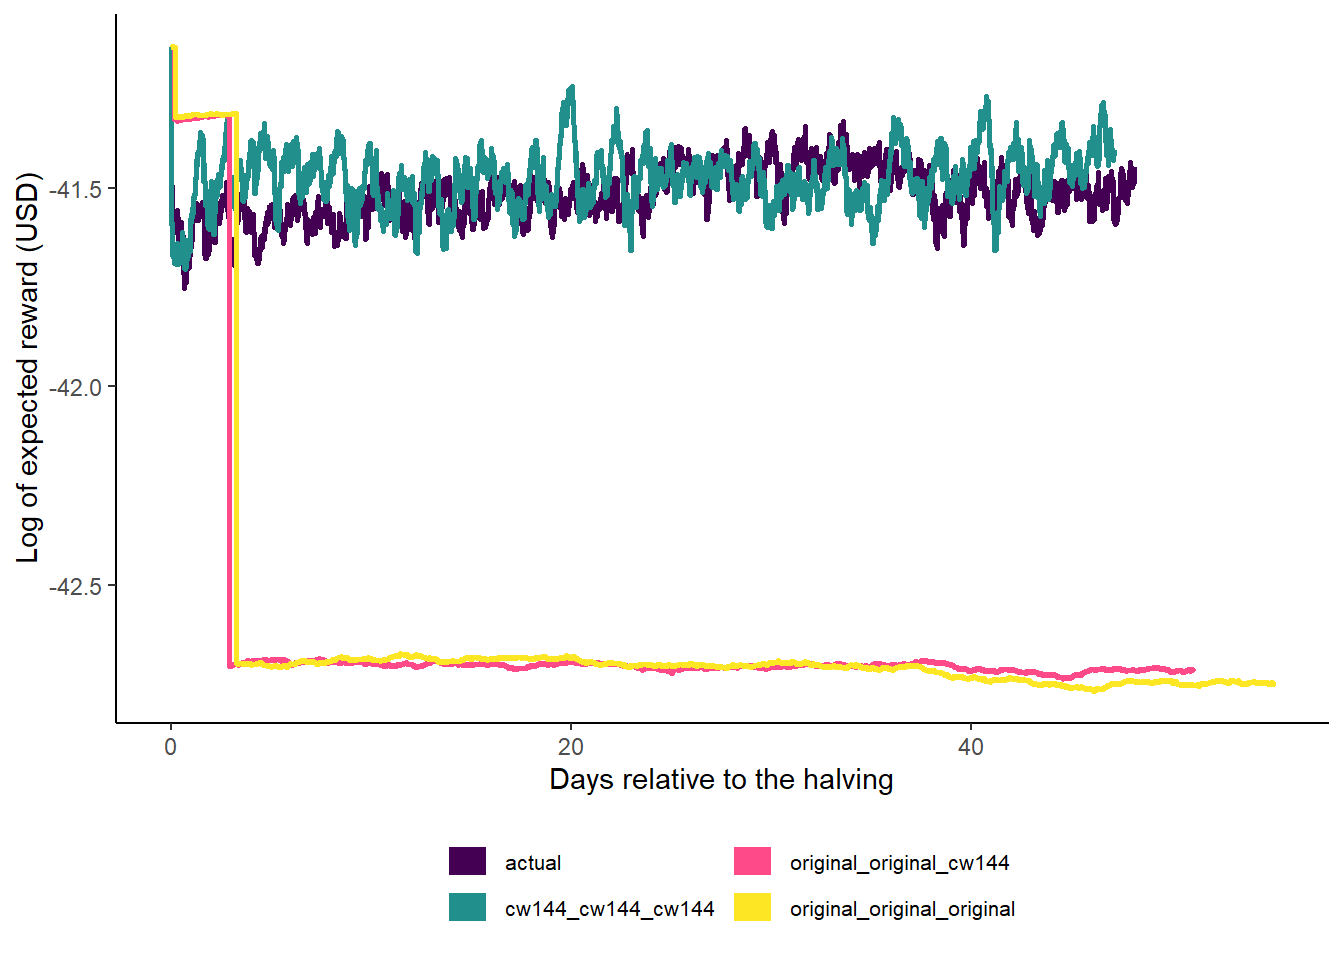 Log of expected reward (USD)
-41.5
-42.0
-42.5
0
20
40
Days relative to the halving
actual
original_original_cw144
cw144_cw144_cw144
original_original_original